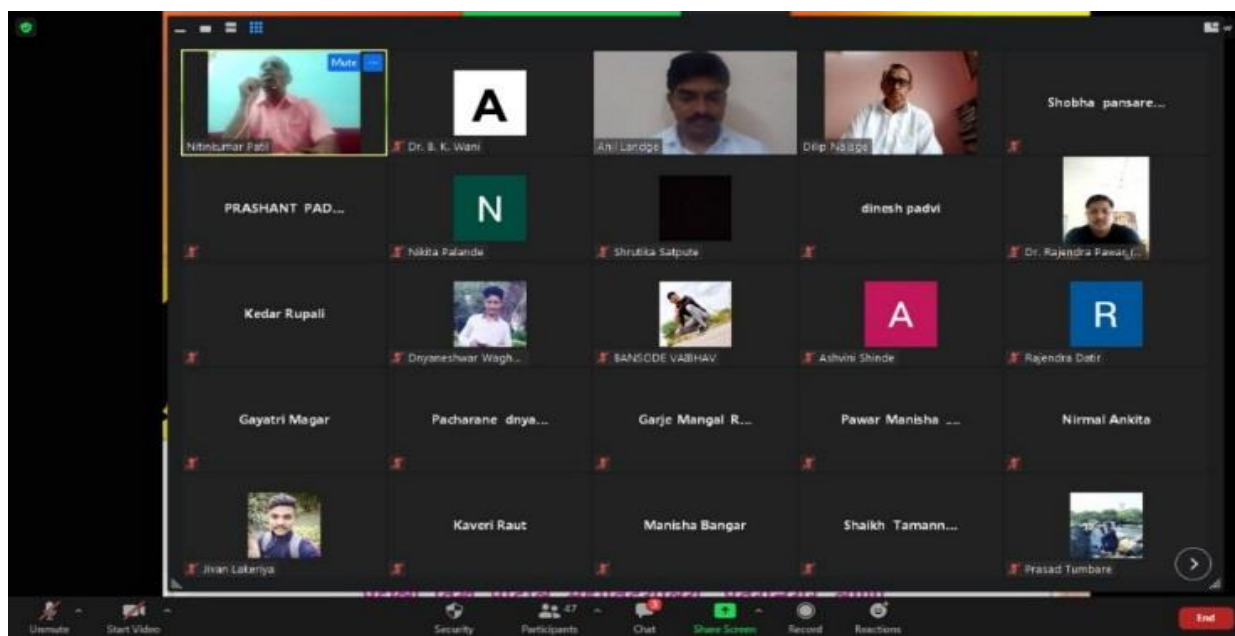 Mute ...
Nitinkumar Patil
A
Dr. B. K. Wani
Anil Landge
Dilip Nalage
Shobha pansare...
PRASHANT PAD...
N
Nikita Palande
Shrutika Satpute
dinesh padvi
Dr. Rajendra Pawar (...
Kedar Rupali
Dnyaneshwar Wagh...
BANSODE VAIBHAV
A
Ashvini Shinde
R
Rajendra Datir
Gayatri Magar
Pacharane dnya...
Garje Mangal R...
Pawar Manisha ...
Nirmal Ankita
Jivan Lakeriya
Kaveri Raut
Manisha Bangar
Shaikh Tamann...
Prasad Tumbare
Unmute
Start Video
Security
Participants 47
Chat 3
Share Screen
Record
Reactions
End